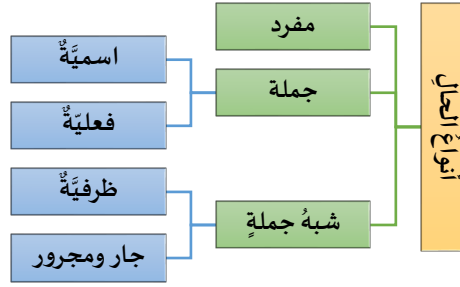 أنواعُ الحالِ
مفرد
جملة
اسميَّةٌ
فعليّةٌ
شبهُ جملةٍ
ظرفيَّةٌ
جار ومجرور